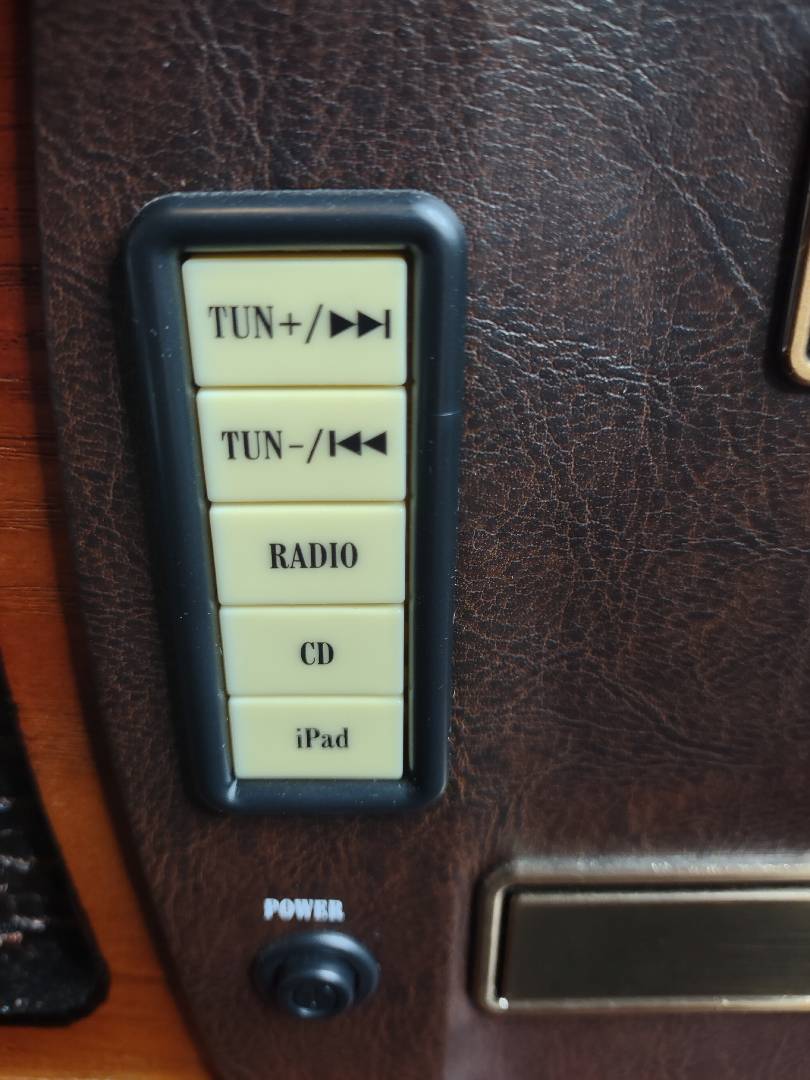 TUN+/▶▶|
TUN-/|◀◀
RADIO
CD
iPad
POWER